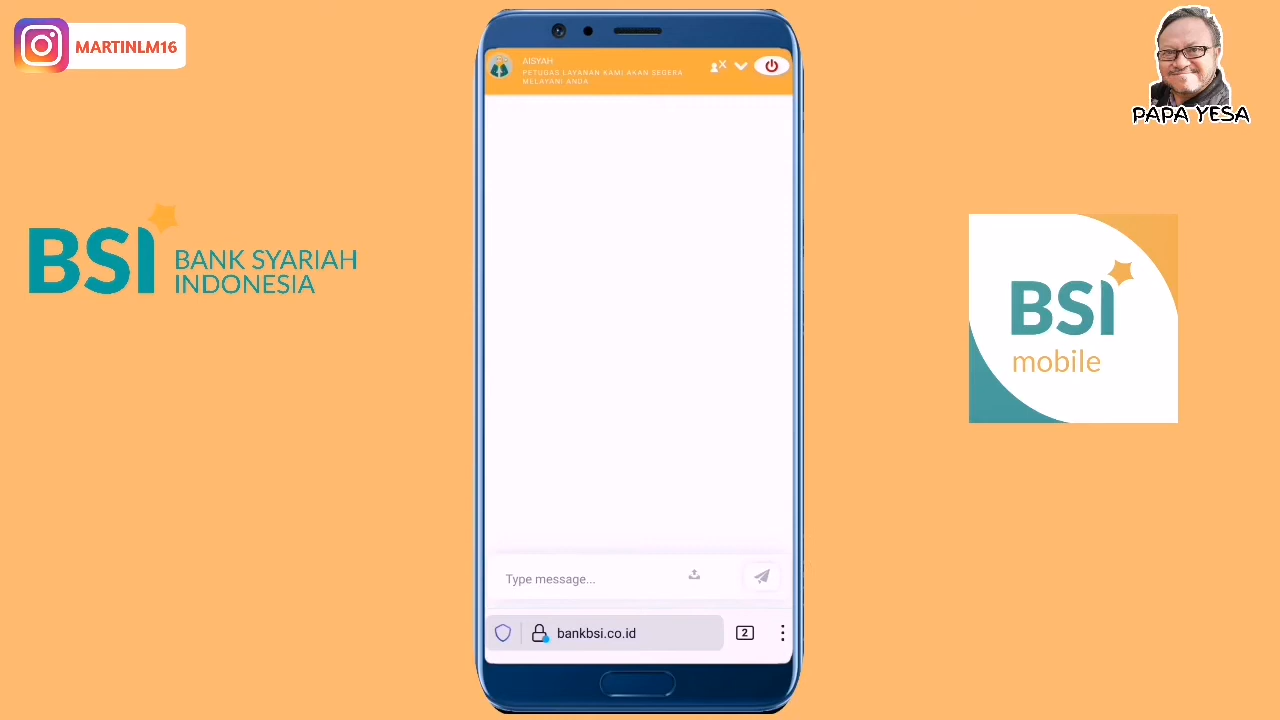 MARTINLM16
PAPA YESA
AISYAH
PETUGAS LAYANAN KAMI AKAN SEGERA
MELAYANI ANDA
BSI BANK SYARIAH
INDONESIA
BSI
mobile
Type message...
bankbsi.co.id
2